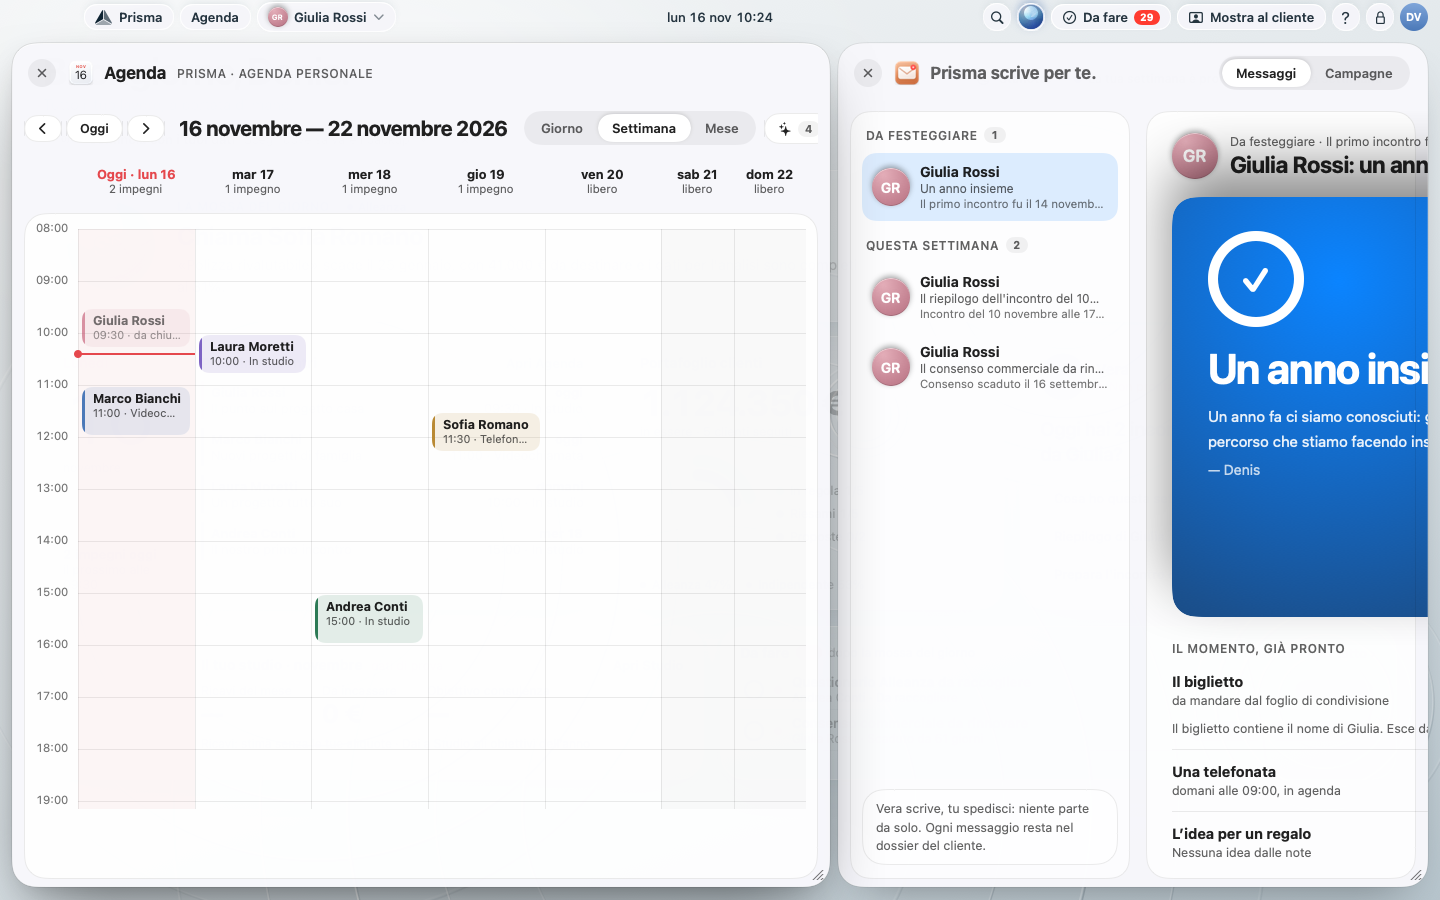 Prisma
Agenda
GR Giulia Rossi
lun 16 nov 10:24
Da fare 29
Mostra al cliente
?
DV
NOV
16
Agenda
PRISMA · AGENDA PERSONALE
Oggi
16 novembre — 22 novembre 2026
Giorno
Settimana
Mese
4
Oggi · lun 16
2 impegni
mar 17
1 impegno
mer 18
1 impegno
gio 19
1 impegno
ven 20
libero
sab 21
libero
dom 22
libero
08:00
09:00
10:00
11:00
12:00
13:00
14:00
15:00
16:00
17:00
18:00
19:00
Giulia Rossi
09:30 · da chiu...
Marco Bianchi
11:00 · Videoc...
Laura Moretti
10:00 · In studio
Andrea Conti
15:00 · In studio
Sofia Romano
11:30 · Telefon...
Prisma scrive per te.
Messaggi
Campagne
DA FESTEGGIARE 1
GR
Giulia Rossi
Un anno insieme
Il primo incontro fu il 14 novemb...
QUESTA SETTIMANA 2
GR
Giulia Rossi
Il riepilogo dell'incontro del 10...
Incontro del 10 novembre alle 17...
GR
Giulia Rossi
Il consenso commerciale da rin...
Consenso scaduto il 16 settembr...
Vera scrive, tu spedisci: niente parte
da solo. Ogni messaggio resta nel
dossier del cliente.
GR
Da festeggiare · Il primo incontro f
Giulia Rossi: un ann
Un anno insi
Un anno fa ci siamo conosciuti:
percorso che stiamo facendo ins
— Denis
IL MOMENTO, GIÀ PRONTO
Il biglietto
da mandare dal foglio di condivisione
Il biglietto contiene il nome di Giulia. Esce da
Una telefonata
domani alle 09:00, in agenda
L'idea per un regalo
Nessuna idea dalle note